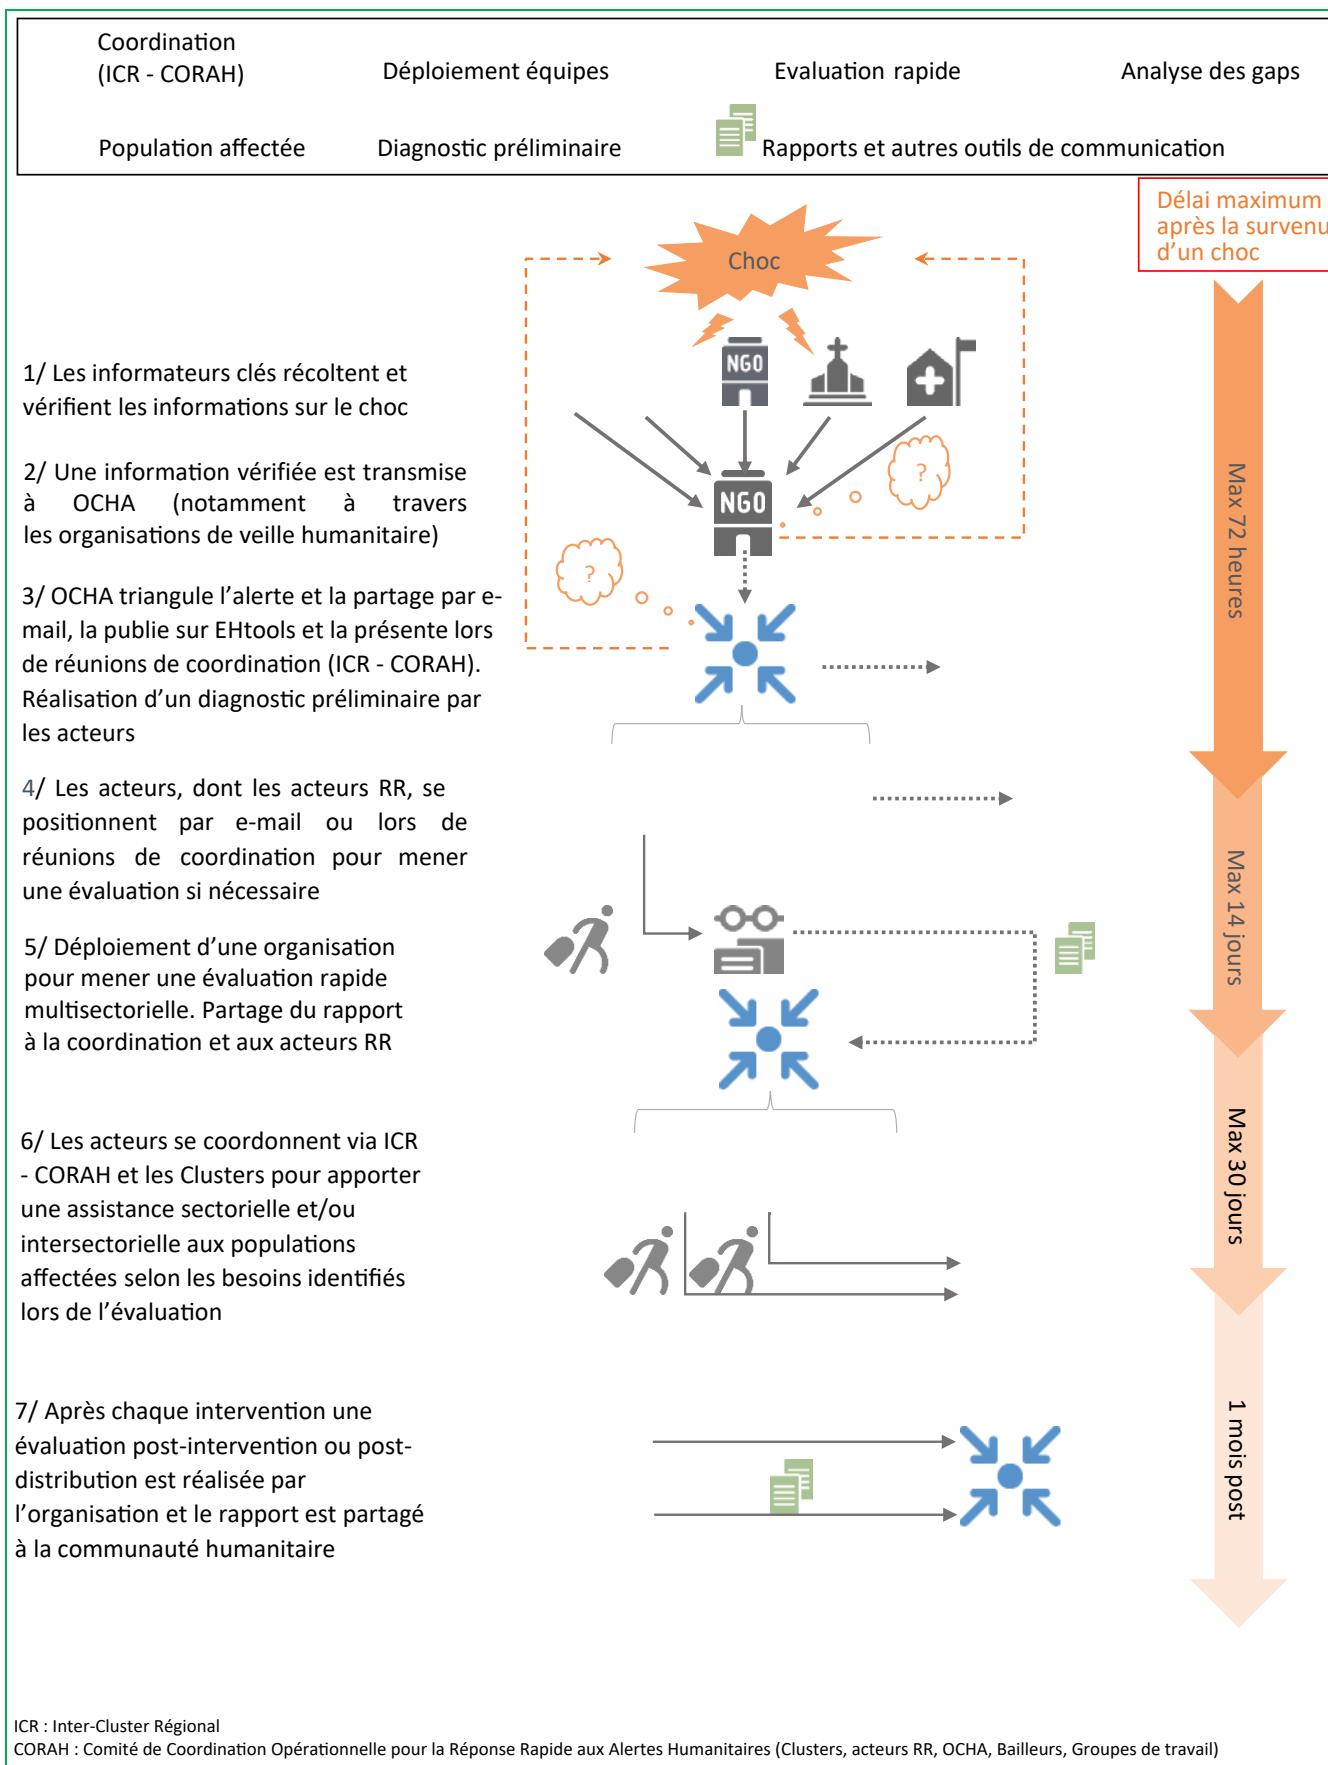 Coordination
(ICR - CORAH)
Déploiement équipes
Evaluation rapide
Analyse des gaps
Population affectée
Diagnostic préliminaire
Rapports et autres outils de communication
Délai maximum
après la survenu
d’un choc
Choc
NGO
1/ Les informateurs clés récoltent et
vérifient les informations sur le choc
2/ Une information vérifiée est transmise
à OCHA (notamment à travers
les organisations de veille humanitaire)
?
NGO
?
Max 72 heures
3/ OCHA triangule l’alerte et la partage par e-
mail, la publie sur EHtools et la présente lors
de réunions de coordination (ICR - CORAH).
Réalisation d’un diagnostic préliminaire par
les acteurs
4/ Les acteurs, dont les acteurs RR, se
positionnent par e-mail ou lors de
réunions de coordination pour mener
une évaluation si nécessaire
Max 14 jours
5/ Déploiement d’une organisation
pour mener une évaluation rapide
multisectorielle. Partage du rapport
à la coordination et aux acteurs RR
6/ Les acteurs se coordonnent via ICR
- CORAH et les Clusters pour apporter
une assistance sectorielle et/ou
intersectorielle aux populations
affectées selon les besoins identifiés
lors de l’évaluation
Max 30 jours
7/ Après chaque intervention une
évaluation post-intervention ou post-
distribution est réalisée par
l’organisation et le rapport est partagé
à la communauté humanitaire
1 mois post
ICR : Inter-Cluster Régional
CORAH : Comité de Coordination Opérationnelle pour la Réponse Rapide aux Alertes Humanitaires (Clusters, acteurs RR, OCHA, Bailleurs, Groupes de travail)